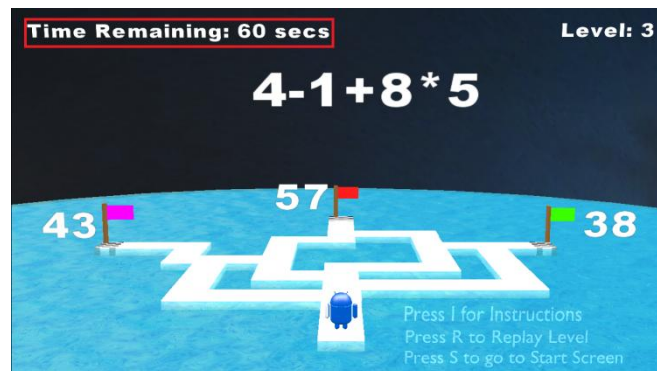 Time Remaining: 60 secs
Level: 3
4-1+8*5
57
43
38
Press I for Instructions
Press R to Replay Level
Press S to go to Start Screen